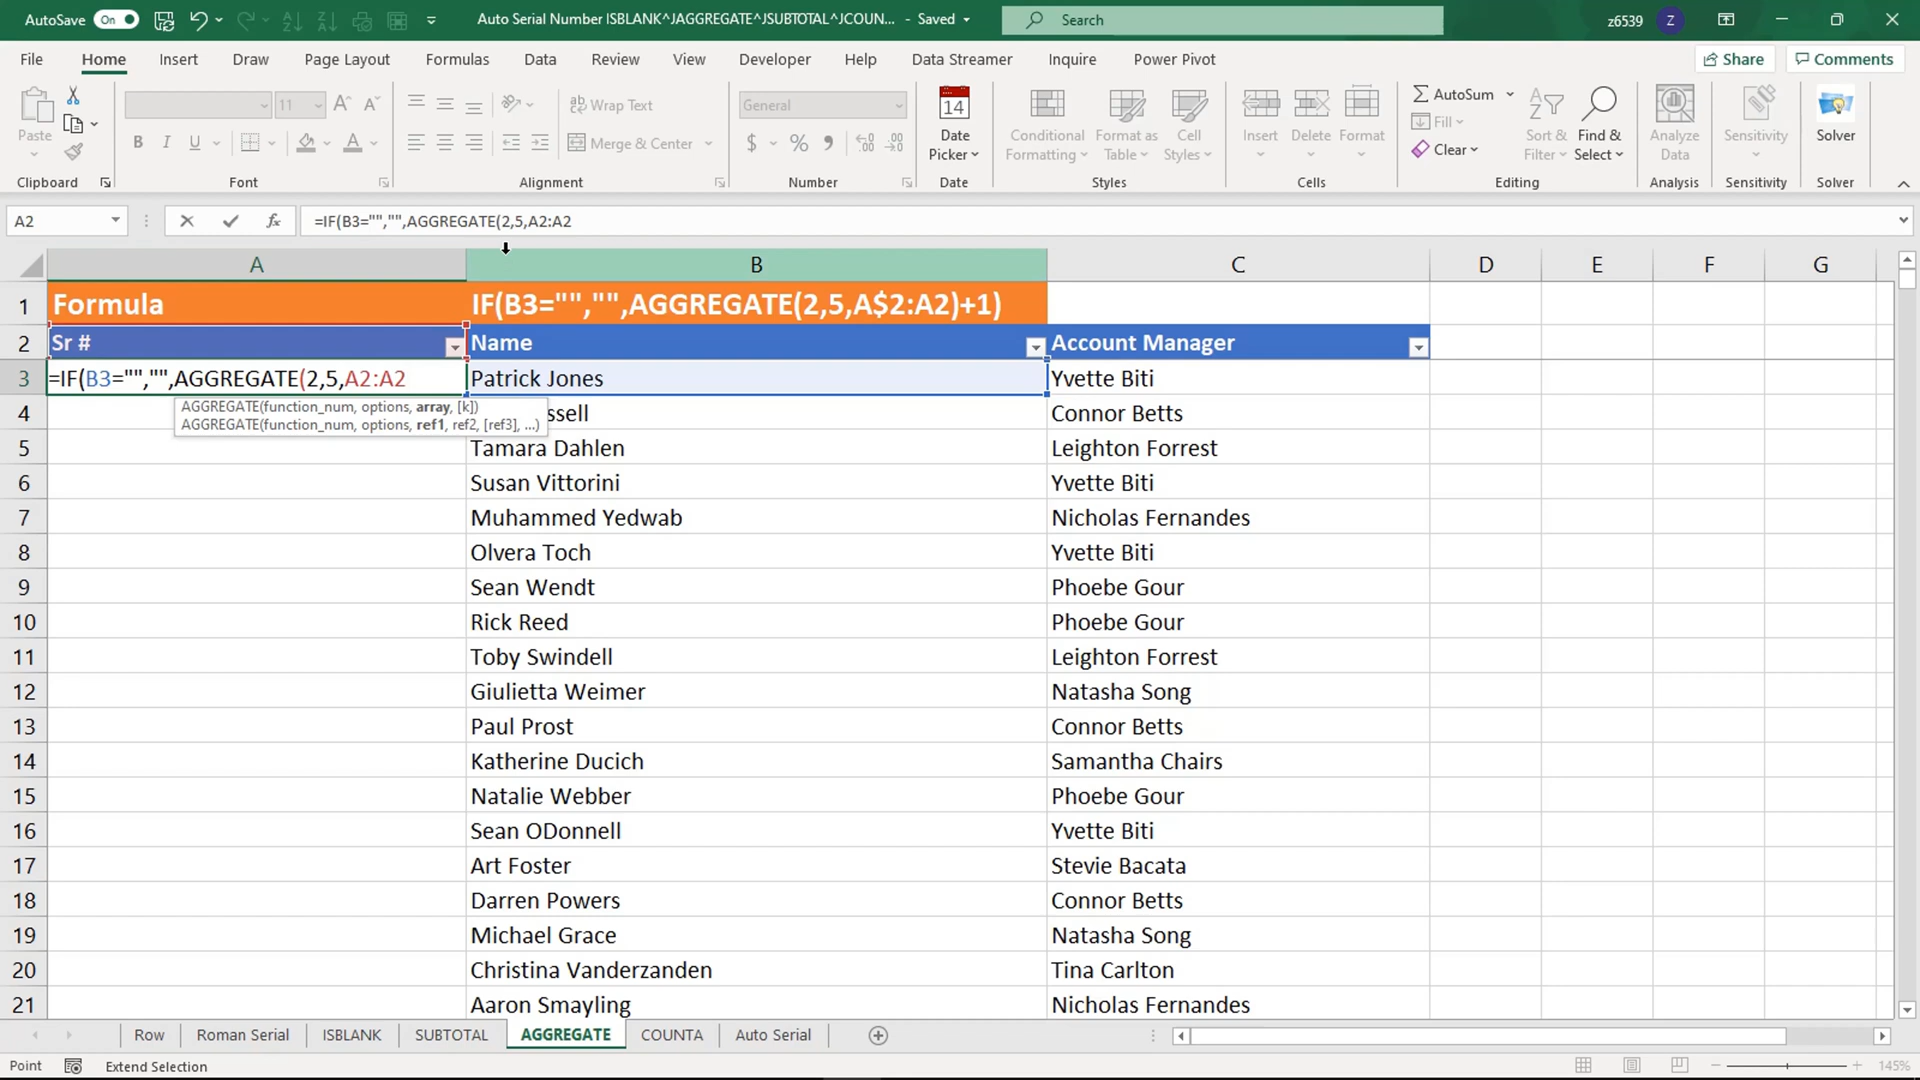 AutoSave On
Auto Serial Number ISBLANK^JAGGREGATE^JSUBTOTAL^JCOUN... - Saved
Search
z6539 Z
File Home Insert Draw Page Layout Formulas Data Review View Developer Help Data Streamer Inquire Power Pivot Share Comments
Paste
Clipboard
11
B I U
Font
Wrap Text
Merge & Center
Alignment
General
$ % 9
Number
14
Date
Picker
Date
Conditional
Formatting
Format as
Table
Cell
Styles
Styles
Insert
Delete
Format
Cells
AutoSum
Fill
Clear
Sort &
Filter
Find &
Select
Editing
Analyze
Data
Analysis
Sensitivity
Sensitivity
Solver
Solver
A2 fx =IF(B3="","",AGGREGATE(2,5,A2:A2
A B C D E F G
1 Formula IF(B3="","",AGGREGATE(2,5,A$2:A2)+1)
2 Sr # Name Account Manager
3 =IF(B3="","",AGGREGATE(2,5,A2:A2 Patrick Jones Yvette Biti
AGGREGATE(function_num, options, array, [k])
AGGREGATE(function_num, options, ref1, ref2, [ref3], ...)
4 ssell Connor Betts
5 Tamara Dahlen Leighton Forrest
6 Susan Vittorini Yvette Biti
7 Muhammed Yedwab Nicholas Fernandes
8 Olvera Toch Yvette Biti
9 Sean Wendt Phoebe Gour
10 Rick Reed Phoebe Gour
11 Toby Swindell Leighton Forrest
12 Giulietta Weimer Natasha Song
13 Paul Prost Connor Betts
14 Katherine Ducich Samantha Chairs
15 Natalie Webber Phoebe Gour
16 Sean ODonnell Yvette Biti
17 Art Foster Stevie Bacata
18 Darren Powers Connor Betts
19 Michael Grace Natasha Song
20 Christina Vanderzanden Tina Carlton
21 Aaron Smayling Nicholas Fernandes
Row Roman Serial ISBLANK SUBTOTAL AGGREGATE COUNTA Auto Serial
Point Extend Selection 145%